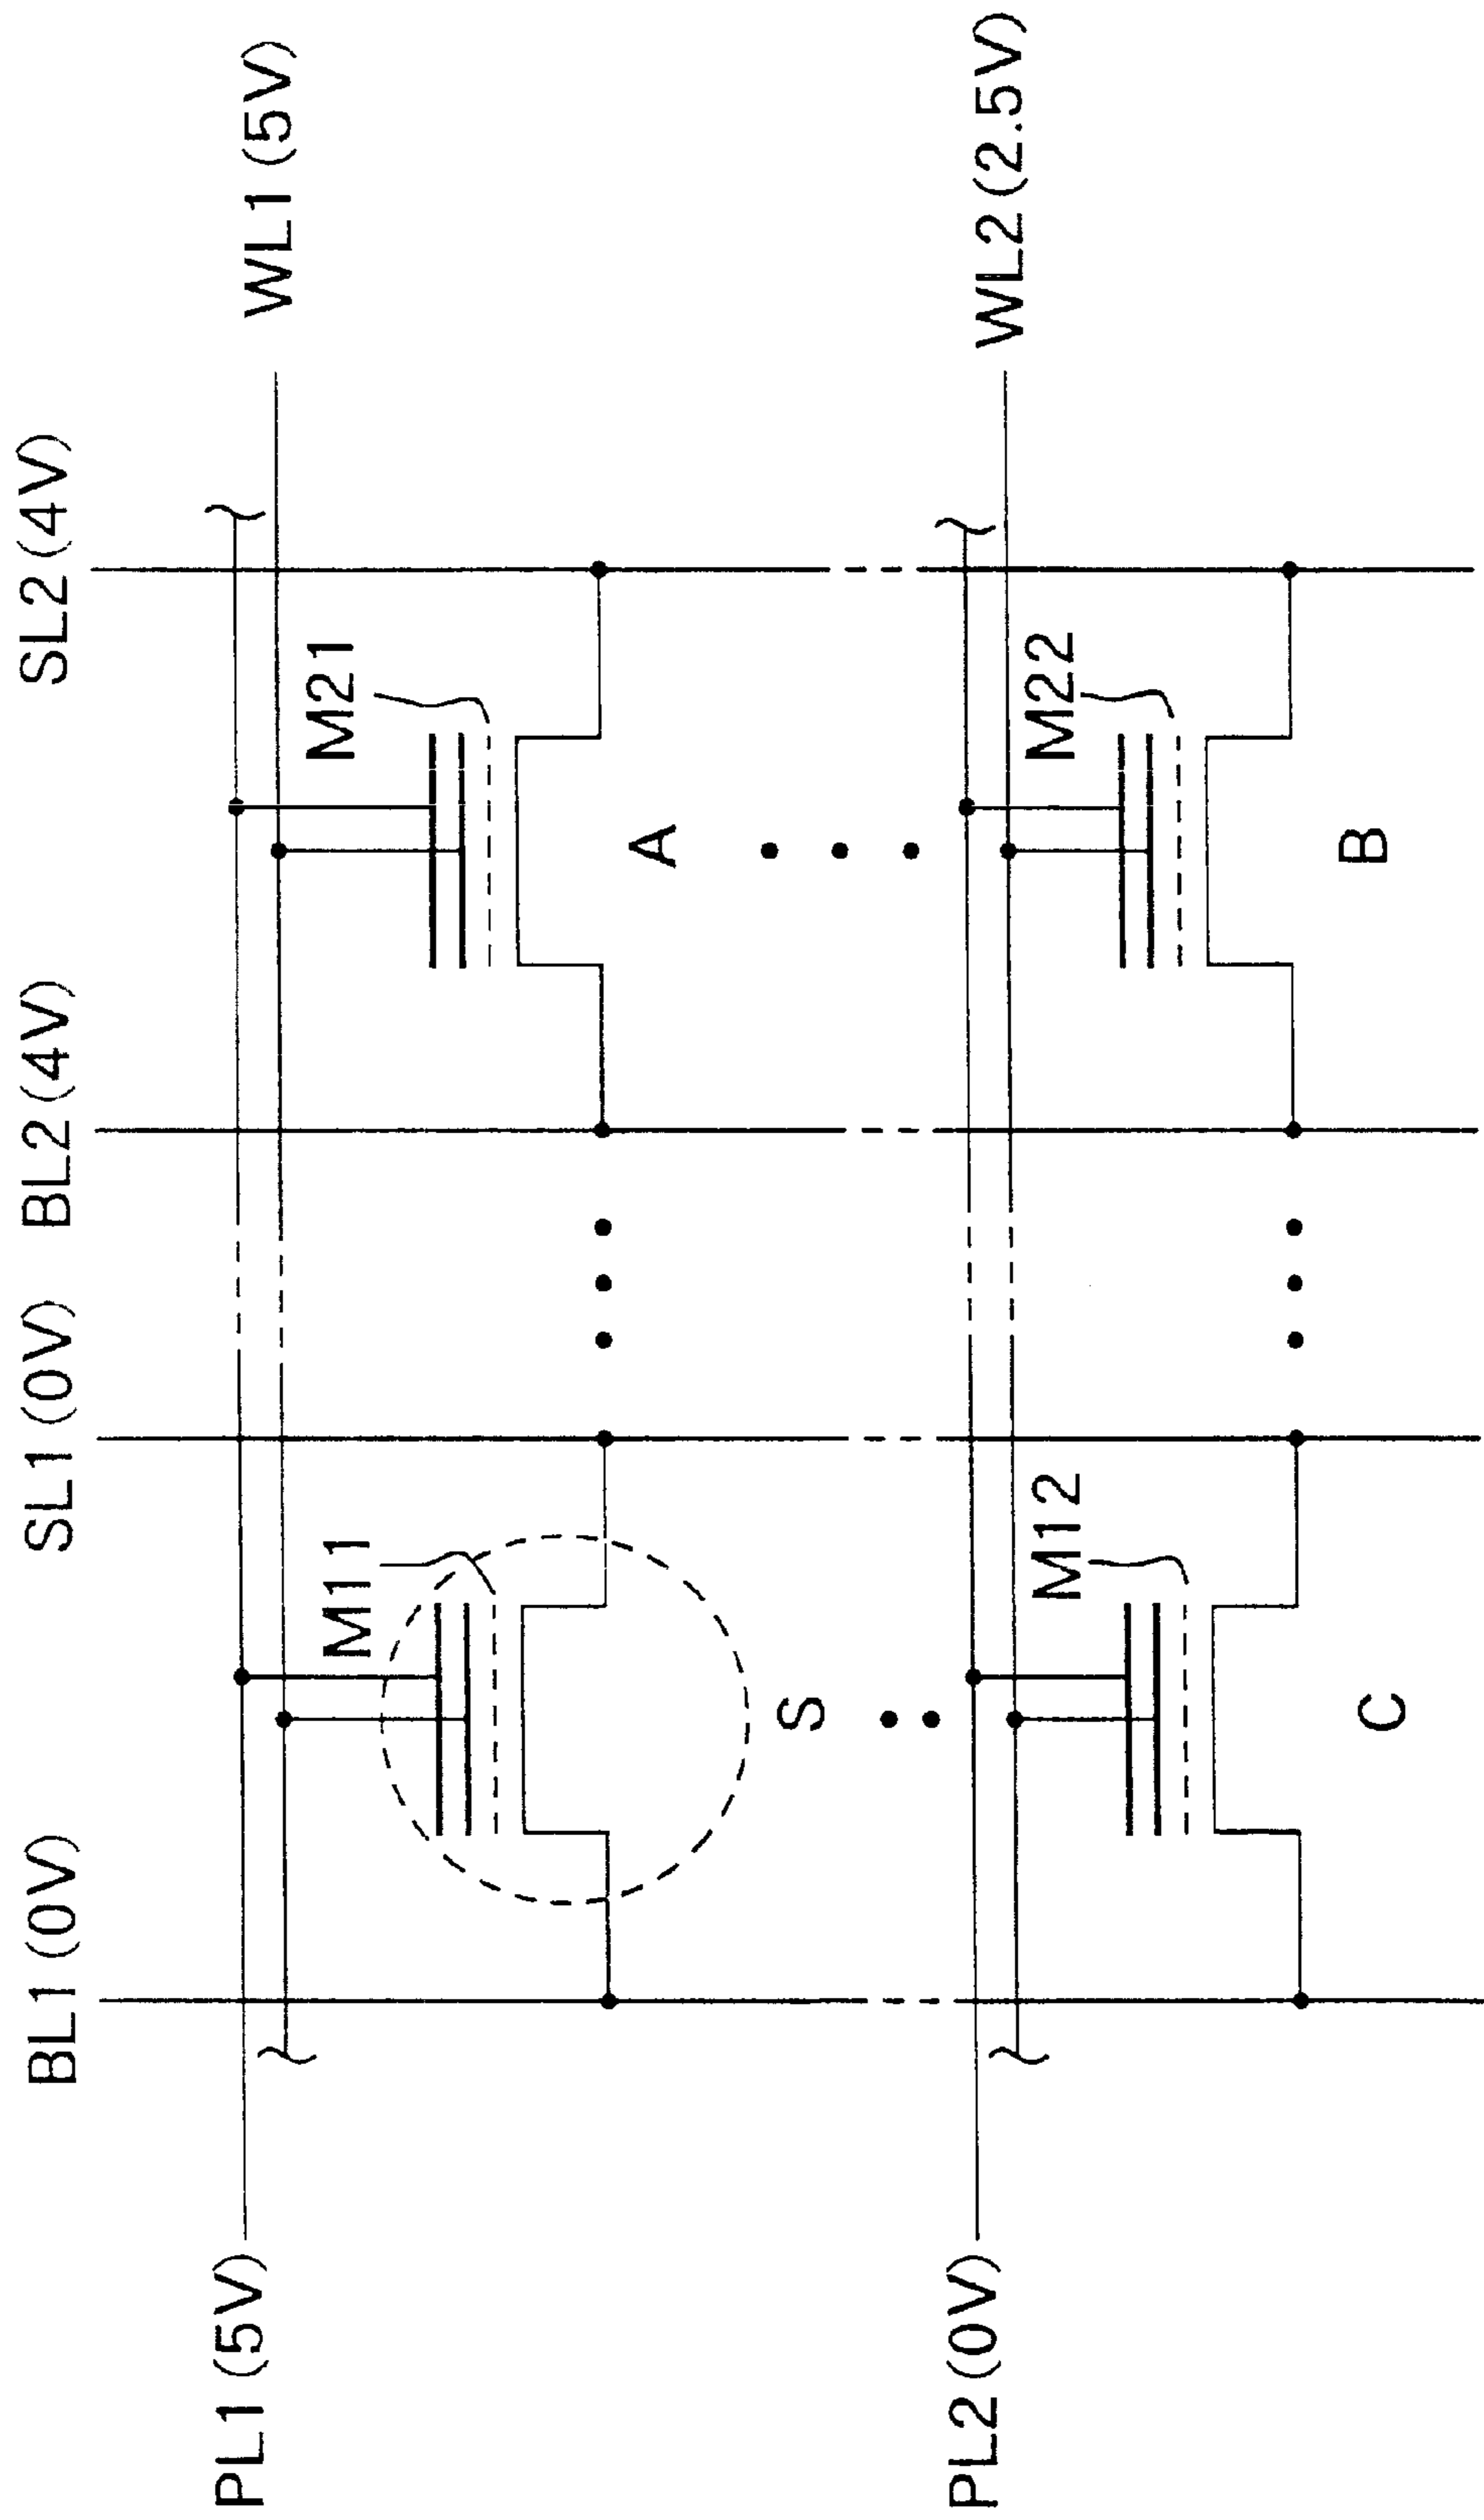 BL1 (0V)
SL1 (0V)
BL2 (4V)
SL2 (4V)
PL1 (5V)
WL1 (5V)
M11
M21
S
A
PL2 (0V)
WL2 (2.5V)
M12
M22
C
B